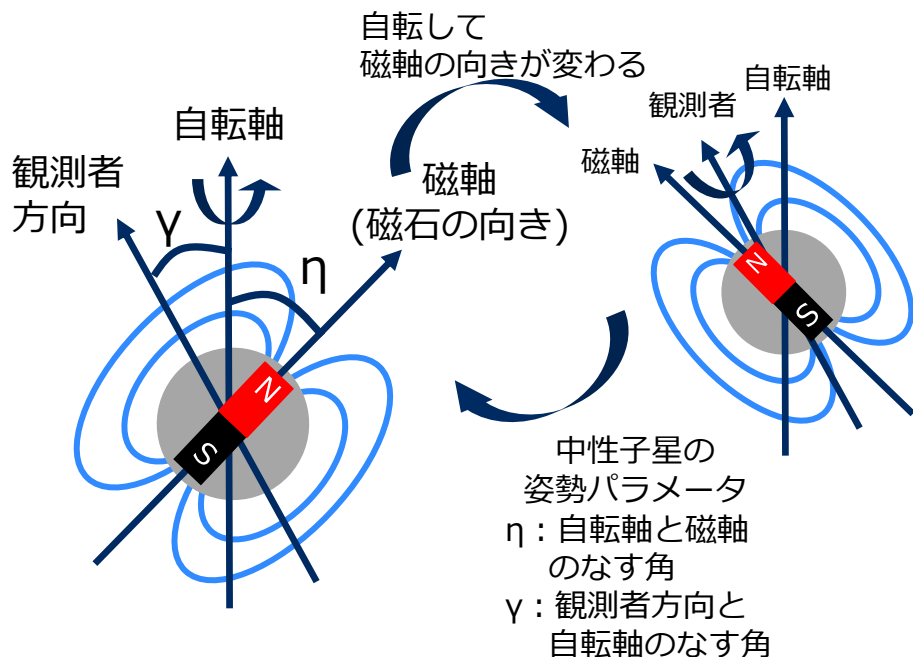 自転して
磁軸の向きが変わる
自転軸
観測者
方向
γ
η
磁軸
(磁石の向き)
N
S
自転軸
観測者
磁軸
N
S
中性子星の
姿勢パラメータ
η：自転軸と磁軸
のなす角
γ：観測者方向と
自転軸のなす角